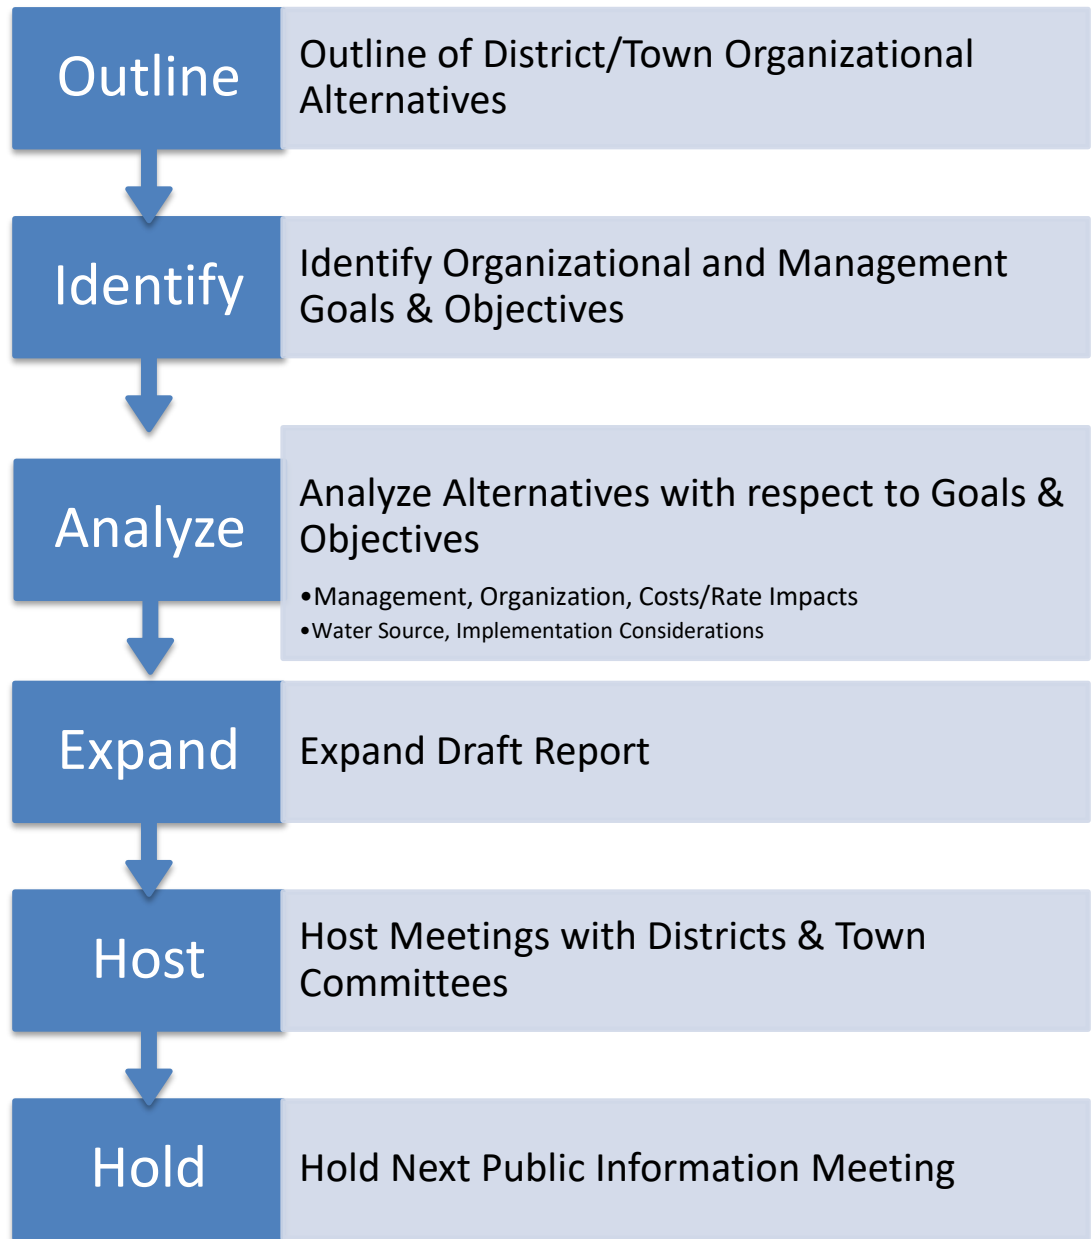 Outline
Outline of District/Town Organizational
Alternatives
Identify
Identify Organizational and Management
Goals & Objectives
Analyze
Analyze Alternatives with respect to Goals &
Objectives
•Management, Organization, Costs/Rate Impacts
•Water Source, Implementation Considerations
Expand
Expand Draft Report
Host
Host Meetings with Districts & Town
Committees
Hold
Hold Next Public Information Meeting